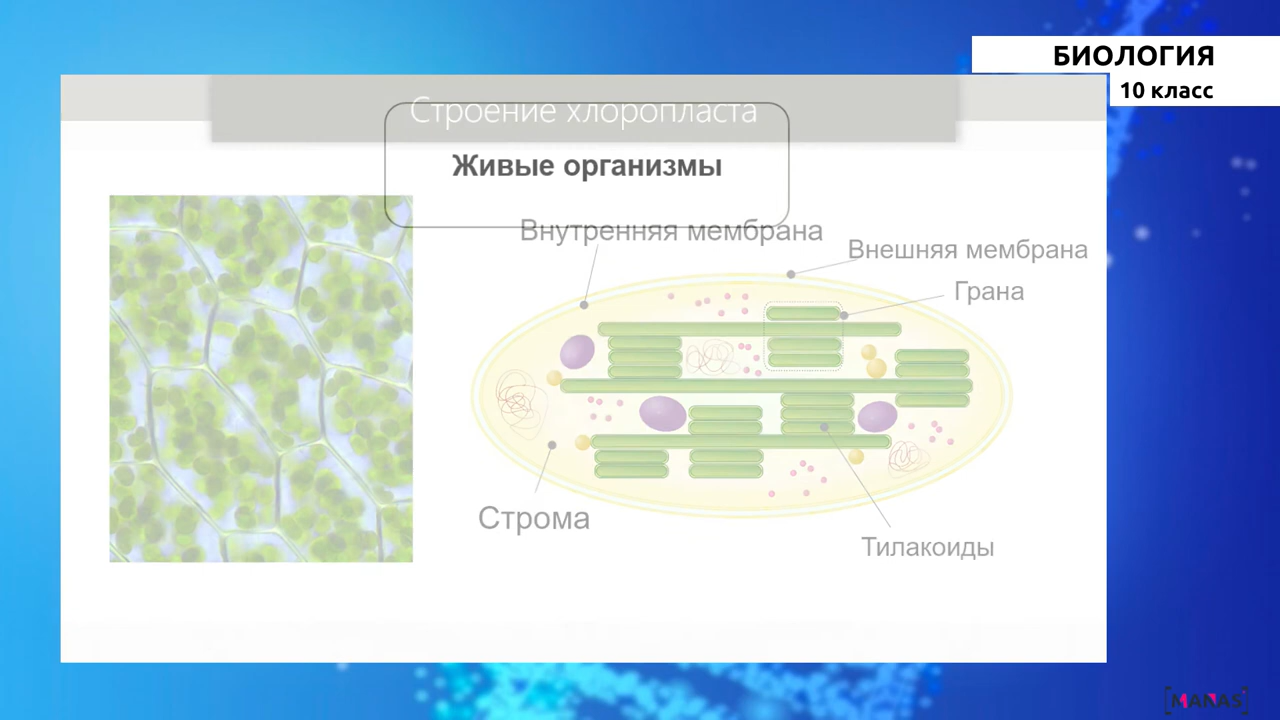 БИОЛОГИЯ
10 класс
Строение хлоропласта
Живые организмы
Внутренняя мембрана
Внешняя мембрана
Грана
Строма
Тилакоиды
[MANAS]